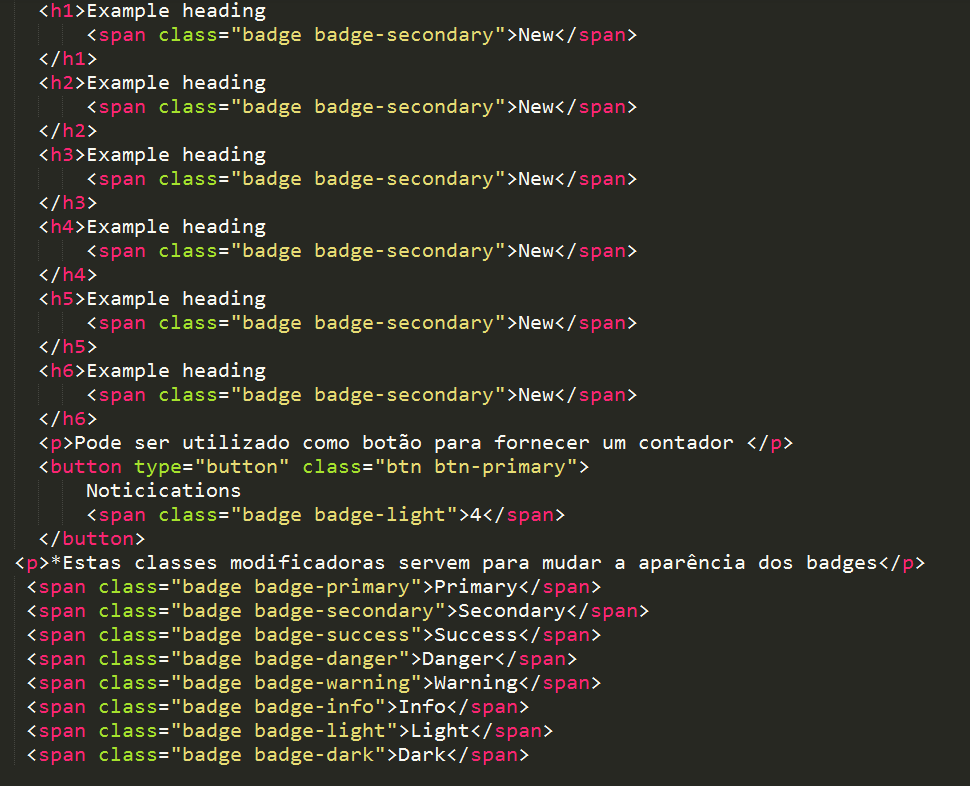 <h1>Example heading
<span class="badge badge-secondary">New</span>
</h1>
<h2>Example heading
<span class="badge badge-secondary">New</span>
</h2>
<h3>Example heading
<span class="badge badge-secondary">New</span>
</h3>
<h4>Example heading
<span class="badge badge-secondary">New</span>
</h4>
<h5>Example heading
<span class="badge badge-secondary">New</span>
</h5>
<h6>Example heading
<span class="badge badge-secondary">New</span>
</h6>
<p>Pode ser utilizado como botão para fornecer um contador </p>
<button type="button" class="btn btn-primary">
Noticications
<span class="badge badge-light">4</span>
</button>
<p>*Estas classes modificadoras servem para mudar a aparência dos badges</p>
<span class="badge badge-primary">Primary</span>
<span class="badge badge-secondary">Secondary</span>
<span class="badge badge-success">Success</span>
<span class="badge badge-danger">Danger</span>
<span class="badge badge-warning">Warning</span>
<span class="badge badge-info">Info</span>
<span class="badge badge-light">Light</span>
<span class="badge badge-dark">Dark</span>